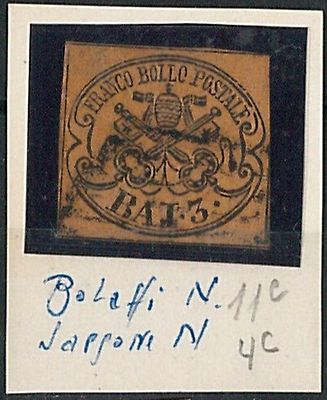 FRANCO BOLLO POSTALE
BAJ. 3.
Bolaffi N. 11c
Sassone N 4c